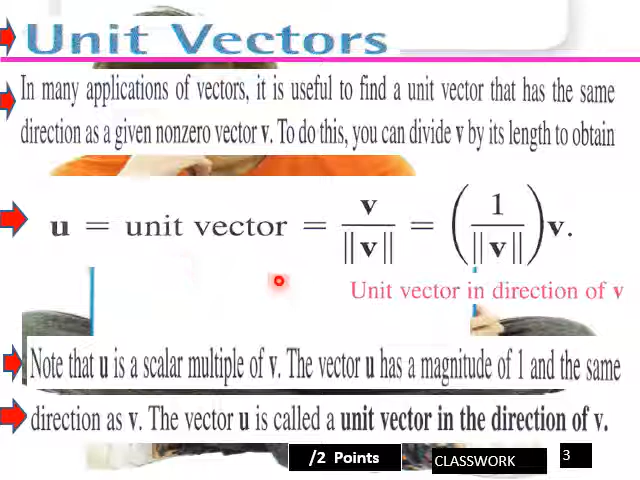 Unit Vectors
In many applications of vectors, it is useful to find a unit vector that has the same
direction as a given nonzero vector v. To do this, you can divide v by its length to obtain
u = unit vector = v / ||v|| = ( 1 / ||v|| ) v.
Unit vector in direction of v
Note that u is a scalar multiple of v. The vector u has a magnitude of 1 and the same
direction as v. The vector u is called a unit vector in the direction of v.
/2 Points
CLASSWORK
3